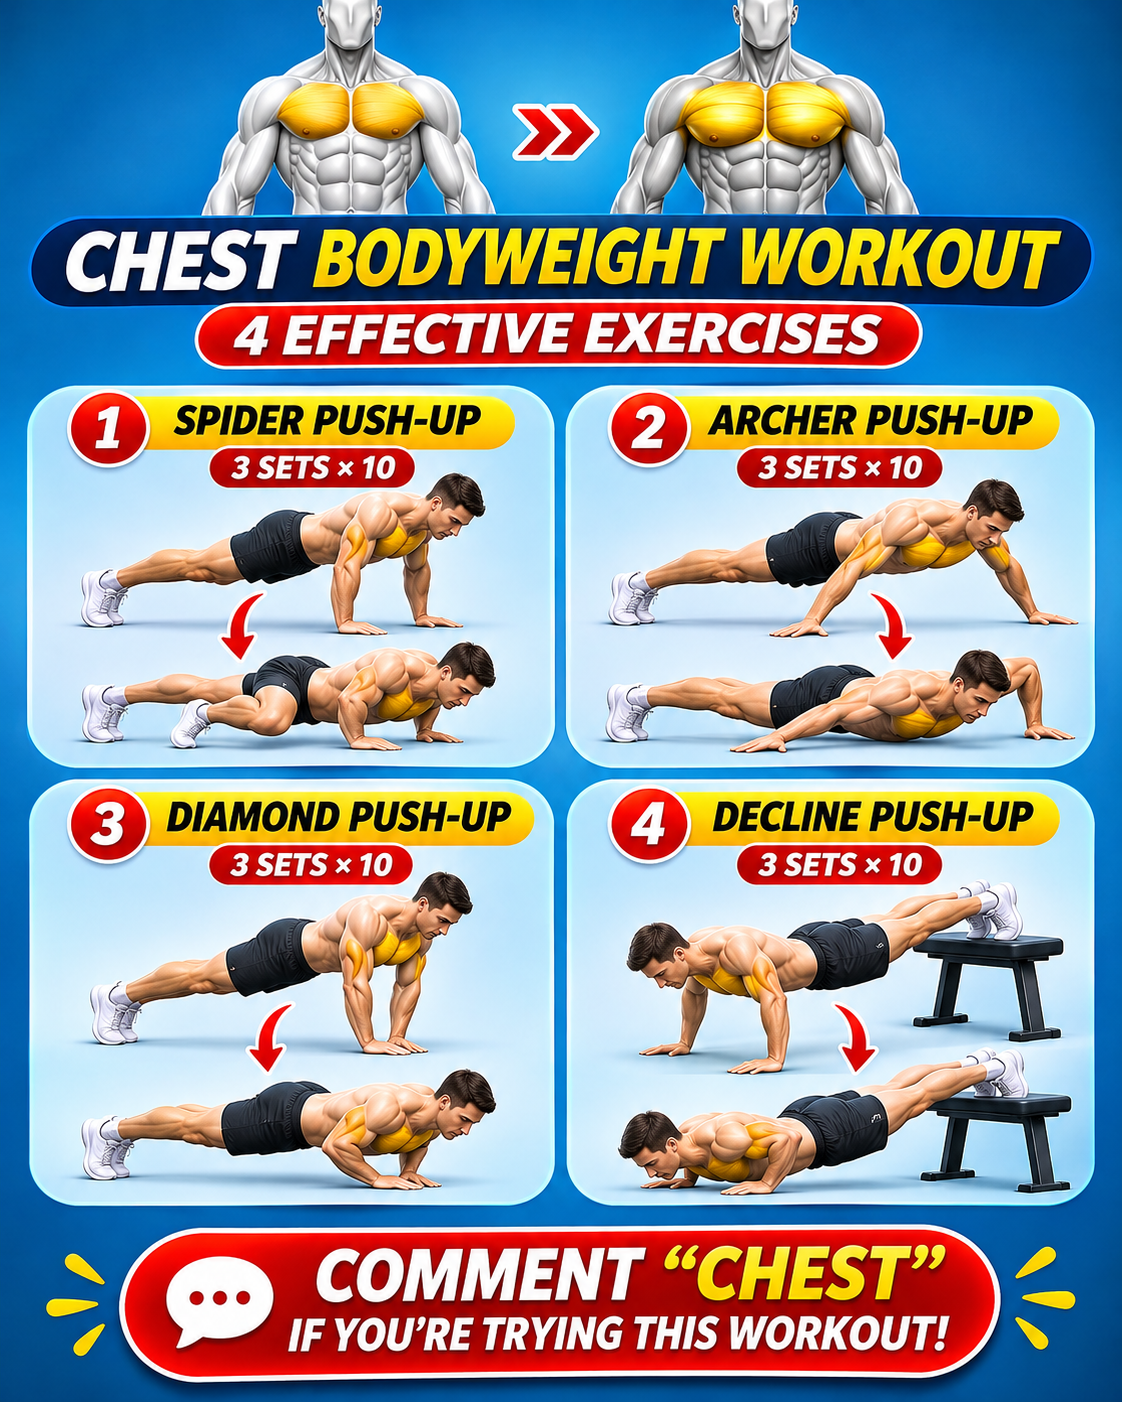 CHEST BODYWEIGHT WORKOUT
4 EFFECTIVE EXERCISES
1 SPIDER PUSH-UP
3 SETS × 10
2 ARCHER PUSH-UP
3 SETS × 10
3 DIAMOND PUSH-UP
3 SETS × 10
4 DECLINE PUSH-UP
3 SETS × 10
COMMENT “CHEST”
IF YOU’RE TRYING THIS WORKOUT!